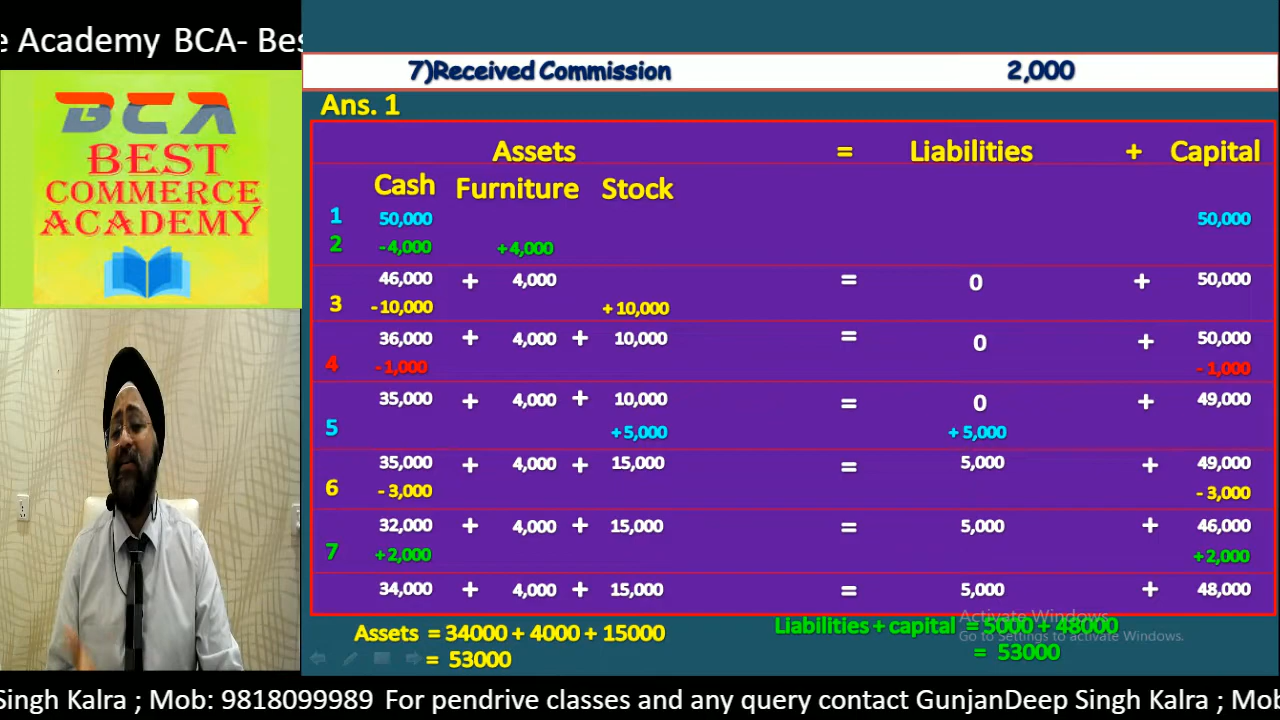 e Academy BCA- Bes
7)Received Commission 2,000
BCA
BEST
COMMERCE
ACADEMY
Ans. 1
Assets = Liabilities + Capital
Cash Furniture Stock
1 50,000 50,000
2 -4,000 +4,000
46,000 + 4,000 = 0 + 50,000
3 -10,000 +10,000
36,000 + 4,000 + 10,000 = 0 + 50,000
4 -1,000 -1,000
35,000 + 4,000 + 10,000 = 0 + 49,000
5 +5,000 +5,000
35,000 + 4,000 + 15,000 = 5,000 + 49,000
6 -3,000 -3,000
32,000 + 4,000 + 15,000 = 5,000 + 46,000
7 +2,000 +2,000
34,000 + 4,000 + 15,000 = 5,000 + 48,000
Assets = 34000 + 4000 + 15000
= 53000
Liabilities + capital = 5000 + 48000
= 53000
Activate Windows
Go to Settings to activate Windows.
Singh Kalra ; Mob: 9818099989 For pendrive classes and any query contact GunjanDeep Singh Kalra ; Mob